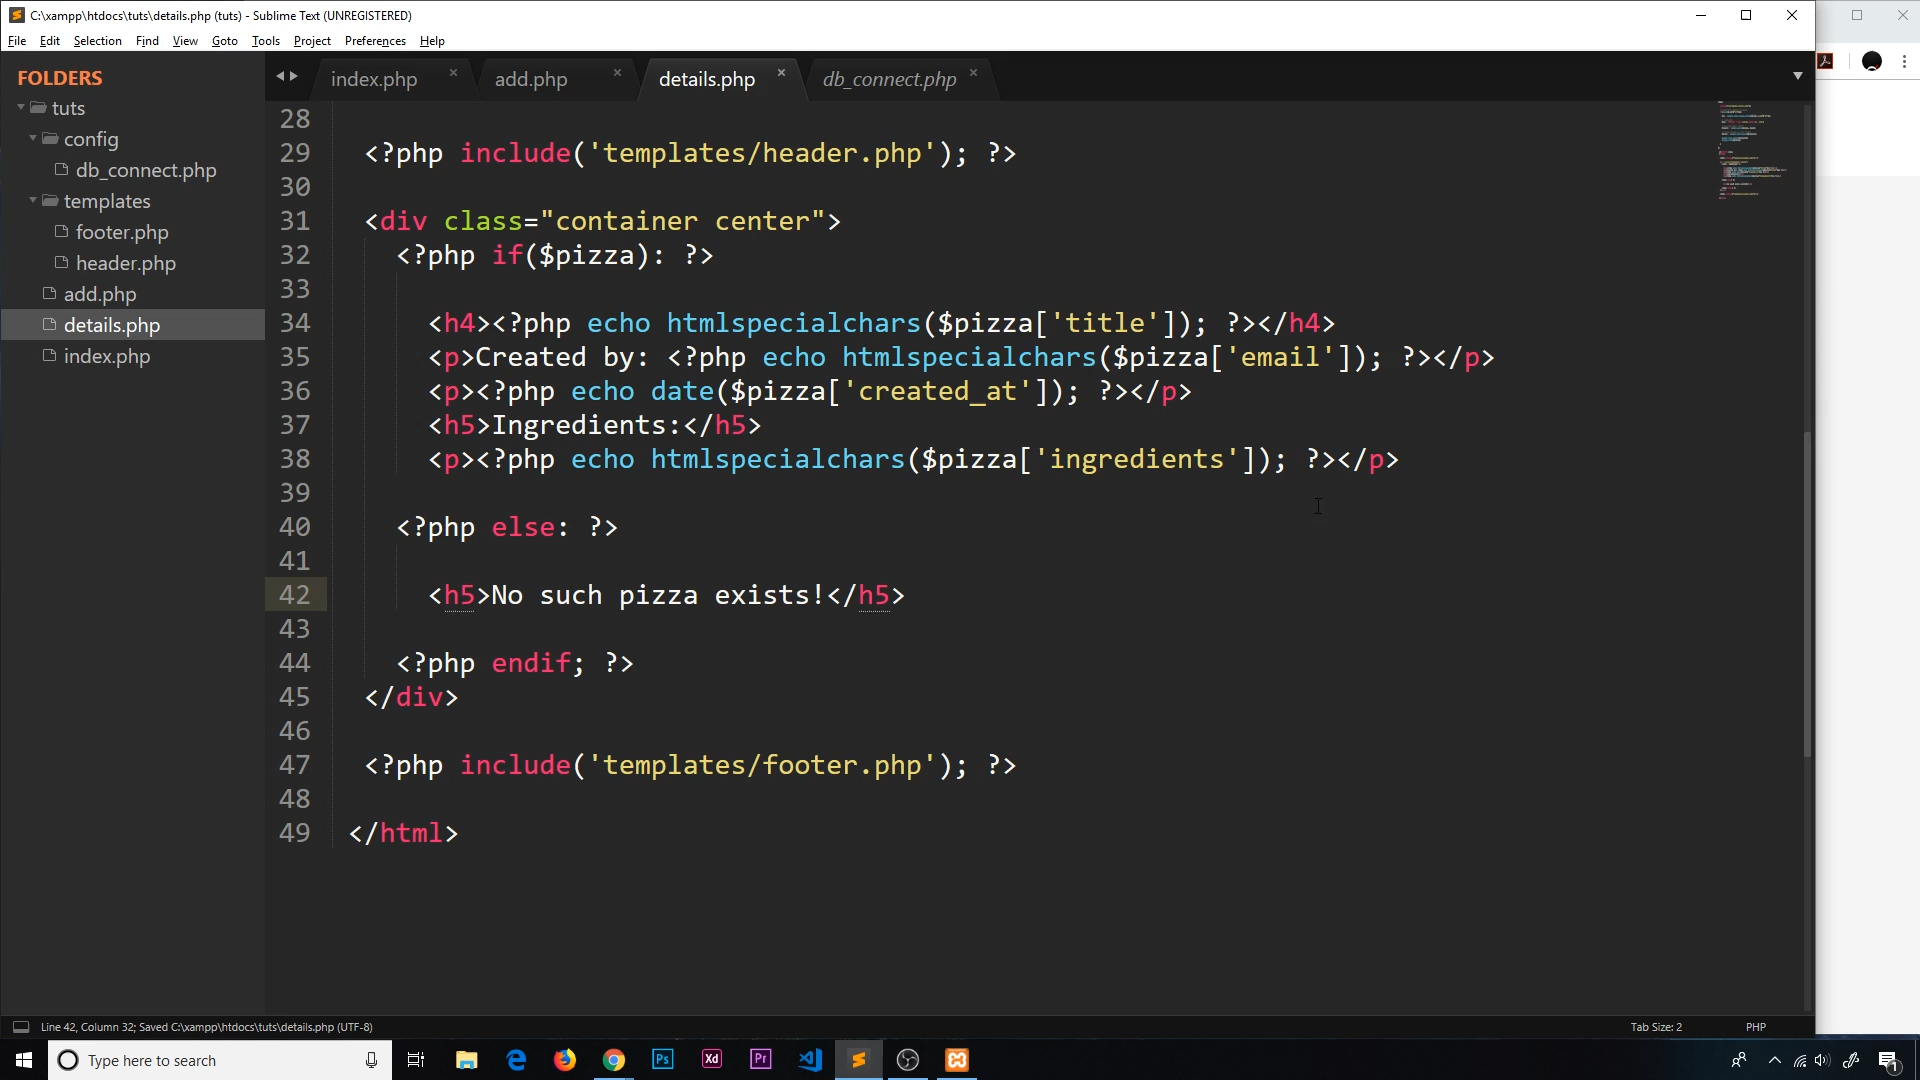 C:\xampp\htdocs\tuts\details.php (tuts) - Sublime Text (UNREGISTERED)
File Edit Selection Find View Goto Tools Project Preferences Help
FOLDERS
tuts
config
db_connect.php
templates
footer.php
header.php
add.php
details.php
index.php
index.php × add.php × details.php × db_connect.php ×
28
29 <?php include('templates/header.php'); ?>
30
31 <div class="container center">
32 <?php if($pizza): ?>
33
34 <h4><?php echo htmlspecialchars($pizza['title']); ?></h4>
35 <p>Created by: <?php echo htmlspecialchars($pizza['email']); ?></p>
36 <p><?php echo date($pizza['created_at']); ?></p>
37 <h5>Ingredients:</h5>
38 <p><?php echo htmlspecialchars($pizza['ingredients']); ?></p>
39
40 <?php else: ?>
41
42 <h5>No such pizza exists!</h5>
43
44 <?php endif; ?>
45 </div>
46
47 <?php include('templates/footer.php'); ?>
48
49 </html>
Line 42, Column 32; Saved C:\xampp\htdocs\tuts\details.php (UTF-8)
Tab Size: 2 PHP
Type here to search
Ps Xd Pr
1